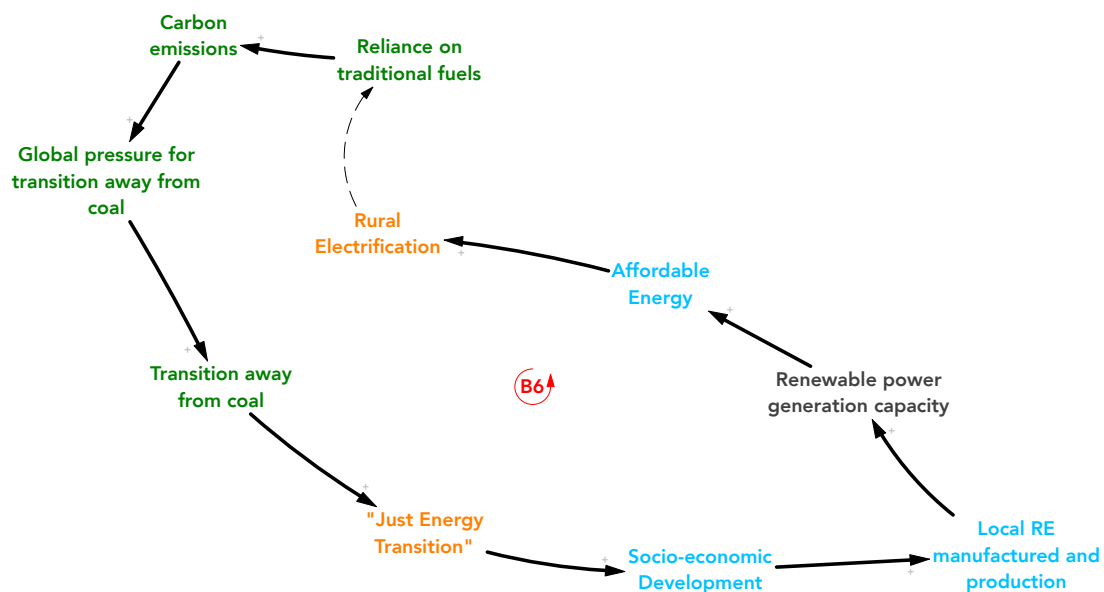 Carbon
emissions
+
Reliance on
traditional fuels
+
Global pressure for
transition away from
coal
Rural
Electrification
+
Affordable
Energy
+
+
Transition away
from coal
B6
Renewable power
generation capacity
+
+
"Just Energy
Transition"
+
Socio-economic
Development
+
Local RE
manufactured and
production